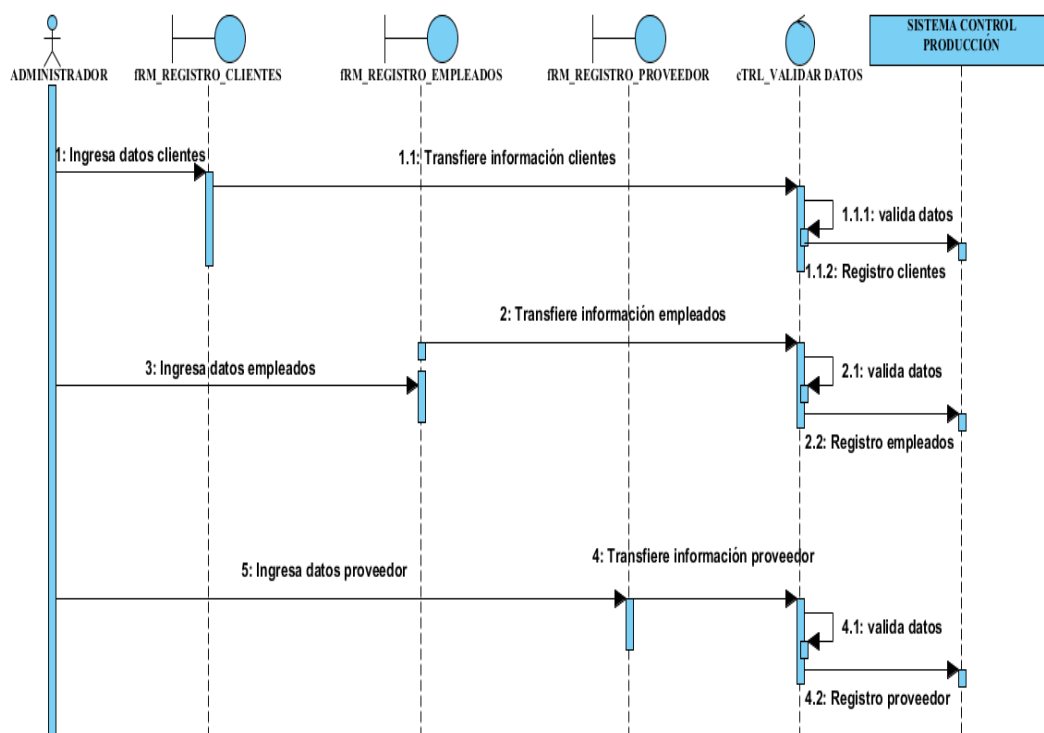 SISTEMA CONTROL
PRODUCCIÓN
ADMINISTRADOR
fRM_REGISTRO_CLIENTES
fRM_REGISTRO_EMPLEADOS
fRM_REGISTRO_PROVEEDOR
cTRL_VALIDAR DATOS
1: Ingresa datos clientes
1.1: Transfiere información clientes
1.1.1: valida datos
1.1.2: Registro clientes
2: Transfiere información empleados
3: Ingresa datos empleados
2.1: valida datos
2.2: Registro empleados
4: Transfiere información proveedor
5: Ingresa datos proveedor
4.1: valida datos
4.2: Registro proveedor